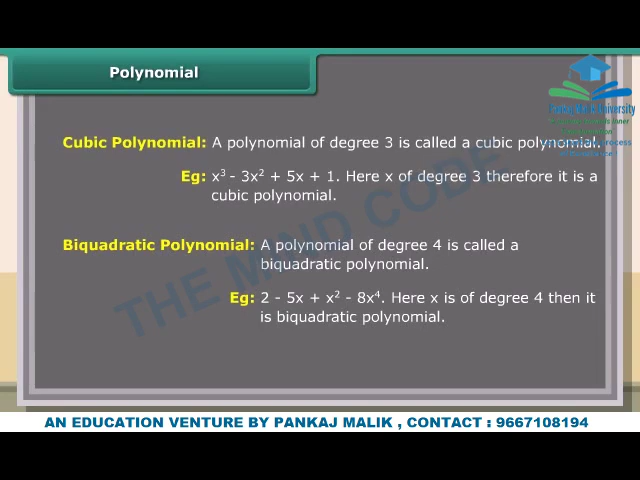 Polynomial
Cubic Polynomial: A polynomial of degree 3 is called a cubic polynomial.
Eg: x³ - 3x² + 5x + 1. Here x of degree 3 therefore it is a
cubic polynomial.
Biquadratic Polynomial: A polynomial of degree 4 is called a
biquadratic polynomial.
Eg: 2 - 5x + x² - 8x⁴. Here x is of degree 4 then it
is biquadratic polynomial.
THE MIND CODE
AN EDUCATION VENTURE BY PANKAJ MALIK , CONTACT : 9667108194